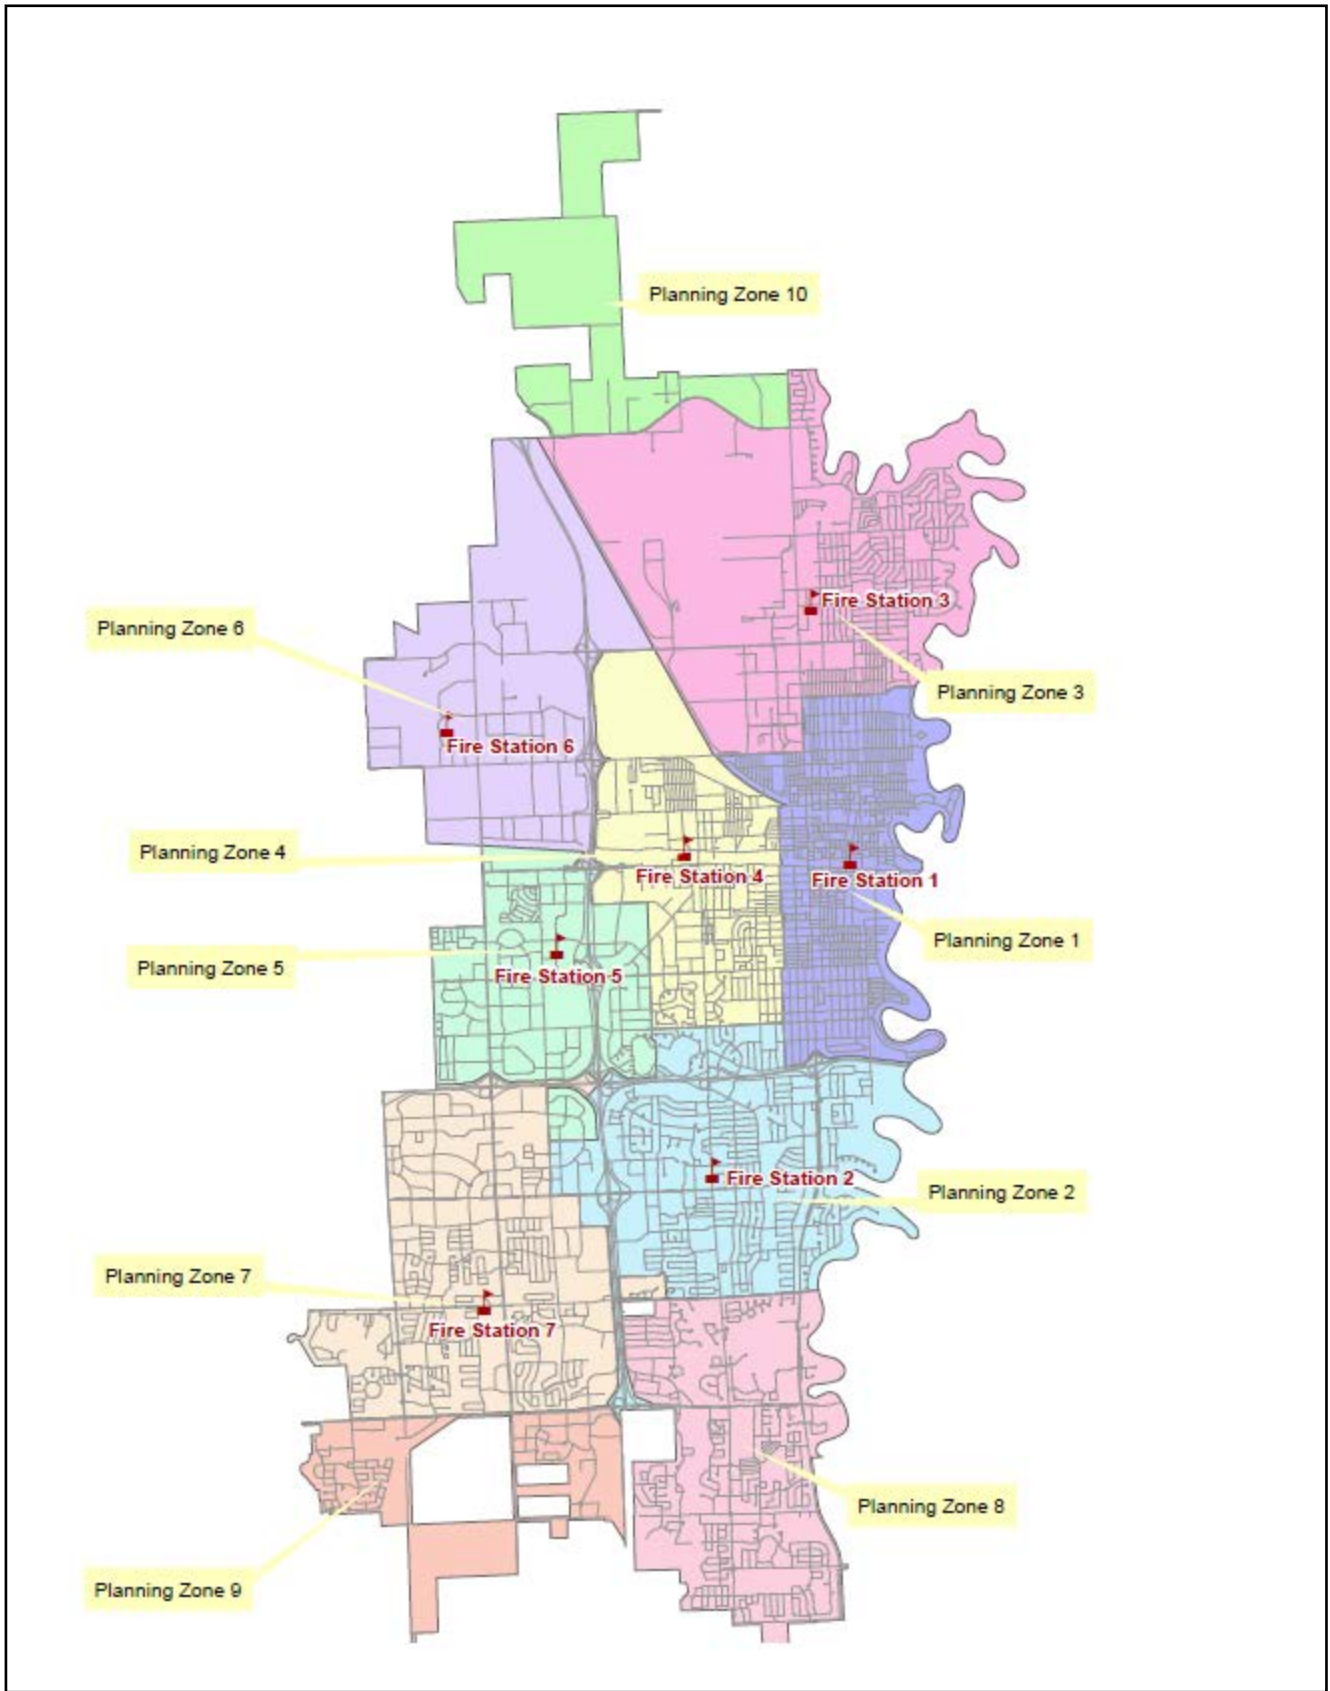 Planning Zone 10
Fire Station 3
Planning Zone 6
Planning Zone 3
Fire Station 6
Planning Zone 4
Fire Station 4
Fire Station 1
Planning Zone 1
Planning Zone 5
Fire Station 5
Fire Station 2
Planning Zone 2
Planning Zone 7
Fire Station 7
Planning Zone 8
Planning Zone 9